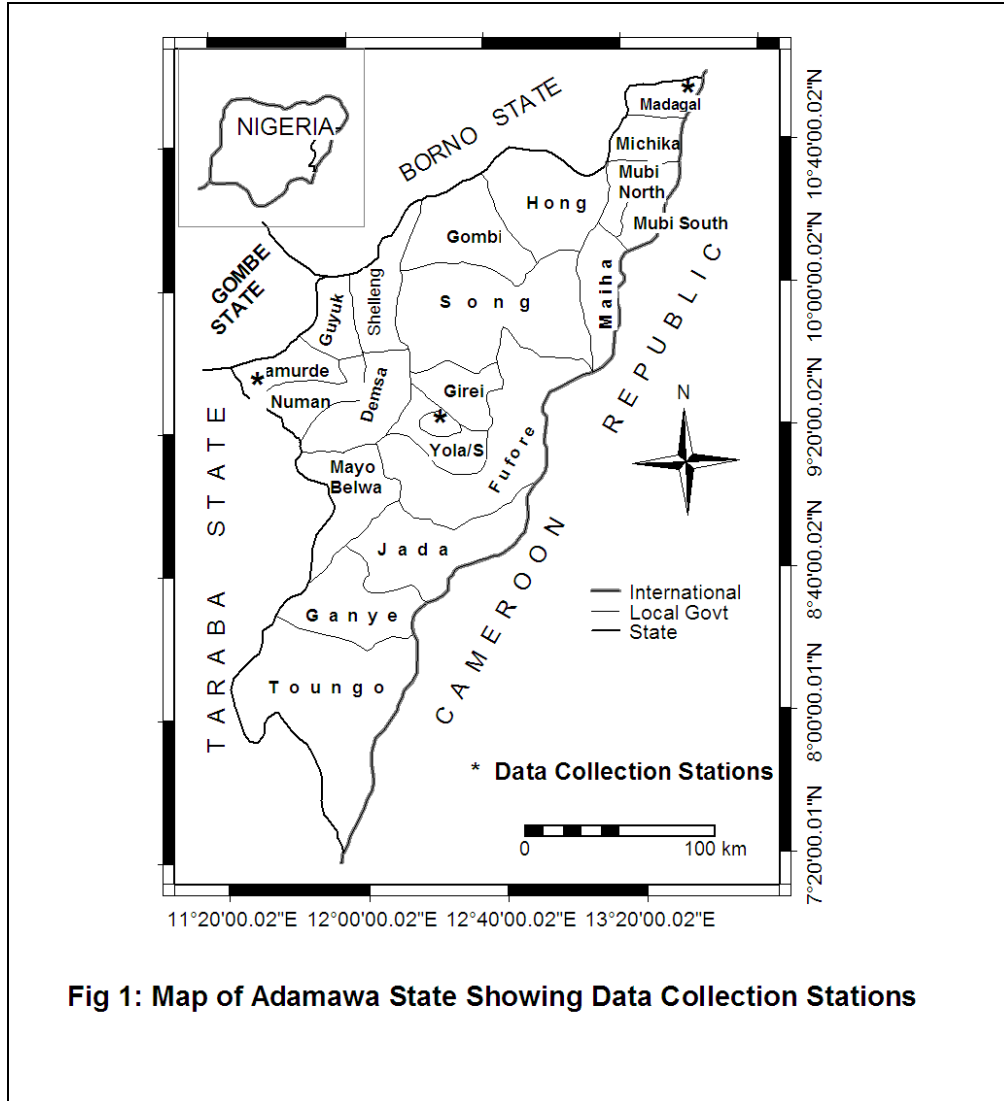 NIGERIA
BORNO STATE
GOMBE
STATE
TARABA STATE
CAMEROON REPUBLIC
*
Madagal
Michika
Mubi
North
Mubi South
Hong
Gombi
Maiha
Song
Shelleng
Guyuk
* amurde
Numan
Demsa
Girei
*
Yola/S
Fufore
Mayo
Belwa
Jada
Ganye
Toungo
N
International
Local Govt
State
* Data Collection Stations
0 100 km
10°40'00.02"N
10°00'00.02"N
9°20'00.02"N
8°40'00.02"N
8°00'00.01"N
7°20'00.01"N
11°20'00.02"E 12°00'00.02"E 12°40'00.02"E 13°20'00.02"E
Fig 1: Map of Adamawa State Showing Data Collection Stations